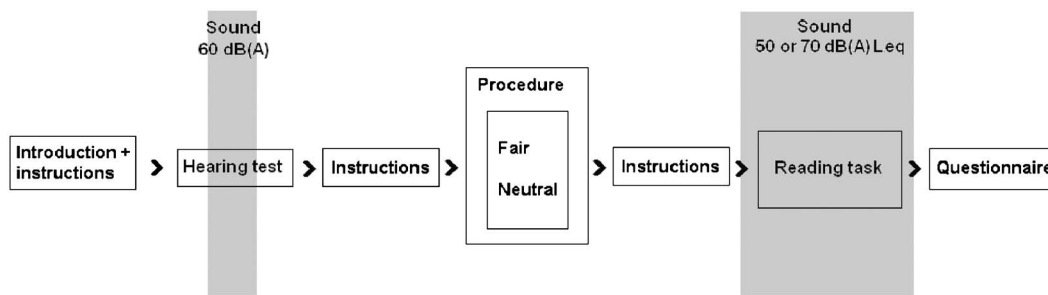 Sound
60 dB(A)
Sound
50 or 70 dB(A) Leq
Procedure
Introduction +
instructions
Hearing test
Instructions
Fair
Neutral
Instructions
Reading task
Questionnaire